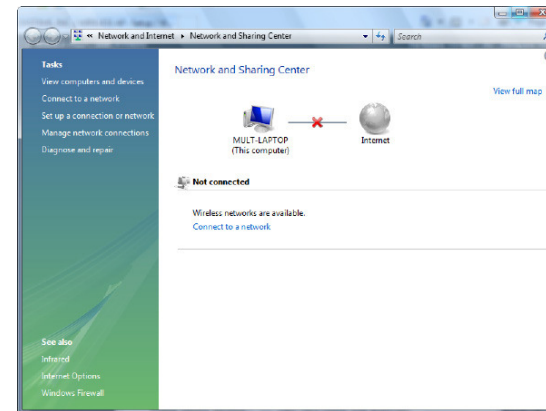 « Network and Internet ▸ Network and Sharing Center
Search
Tasks
View computers and devices
Connect to a network
Set up a connection or network
Manage network connections
Diagnose and repair
See also
Infrared
Internet Options
Windows Firewall
Network and Sharing Center
View full map
MULT-LAPTOP
(This computer)
Internet
Not connected
Wireless networks are available.
Connect to a network